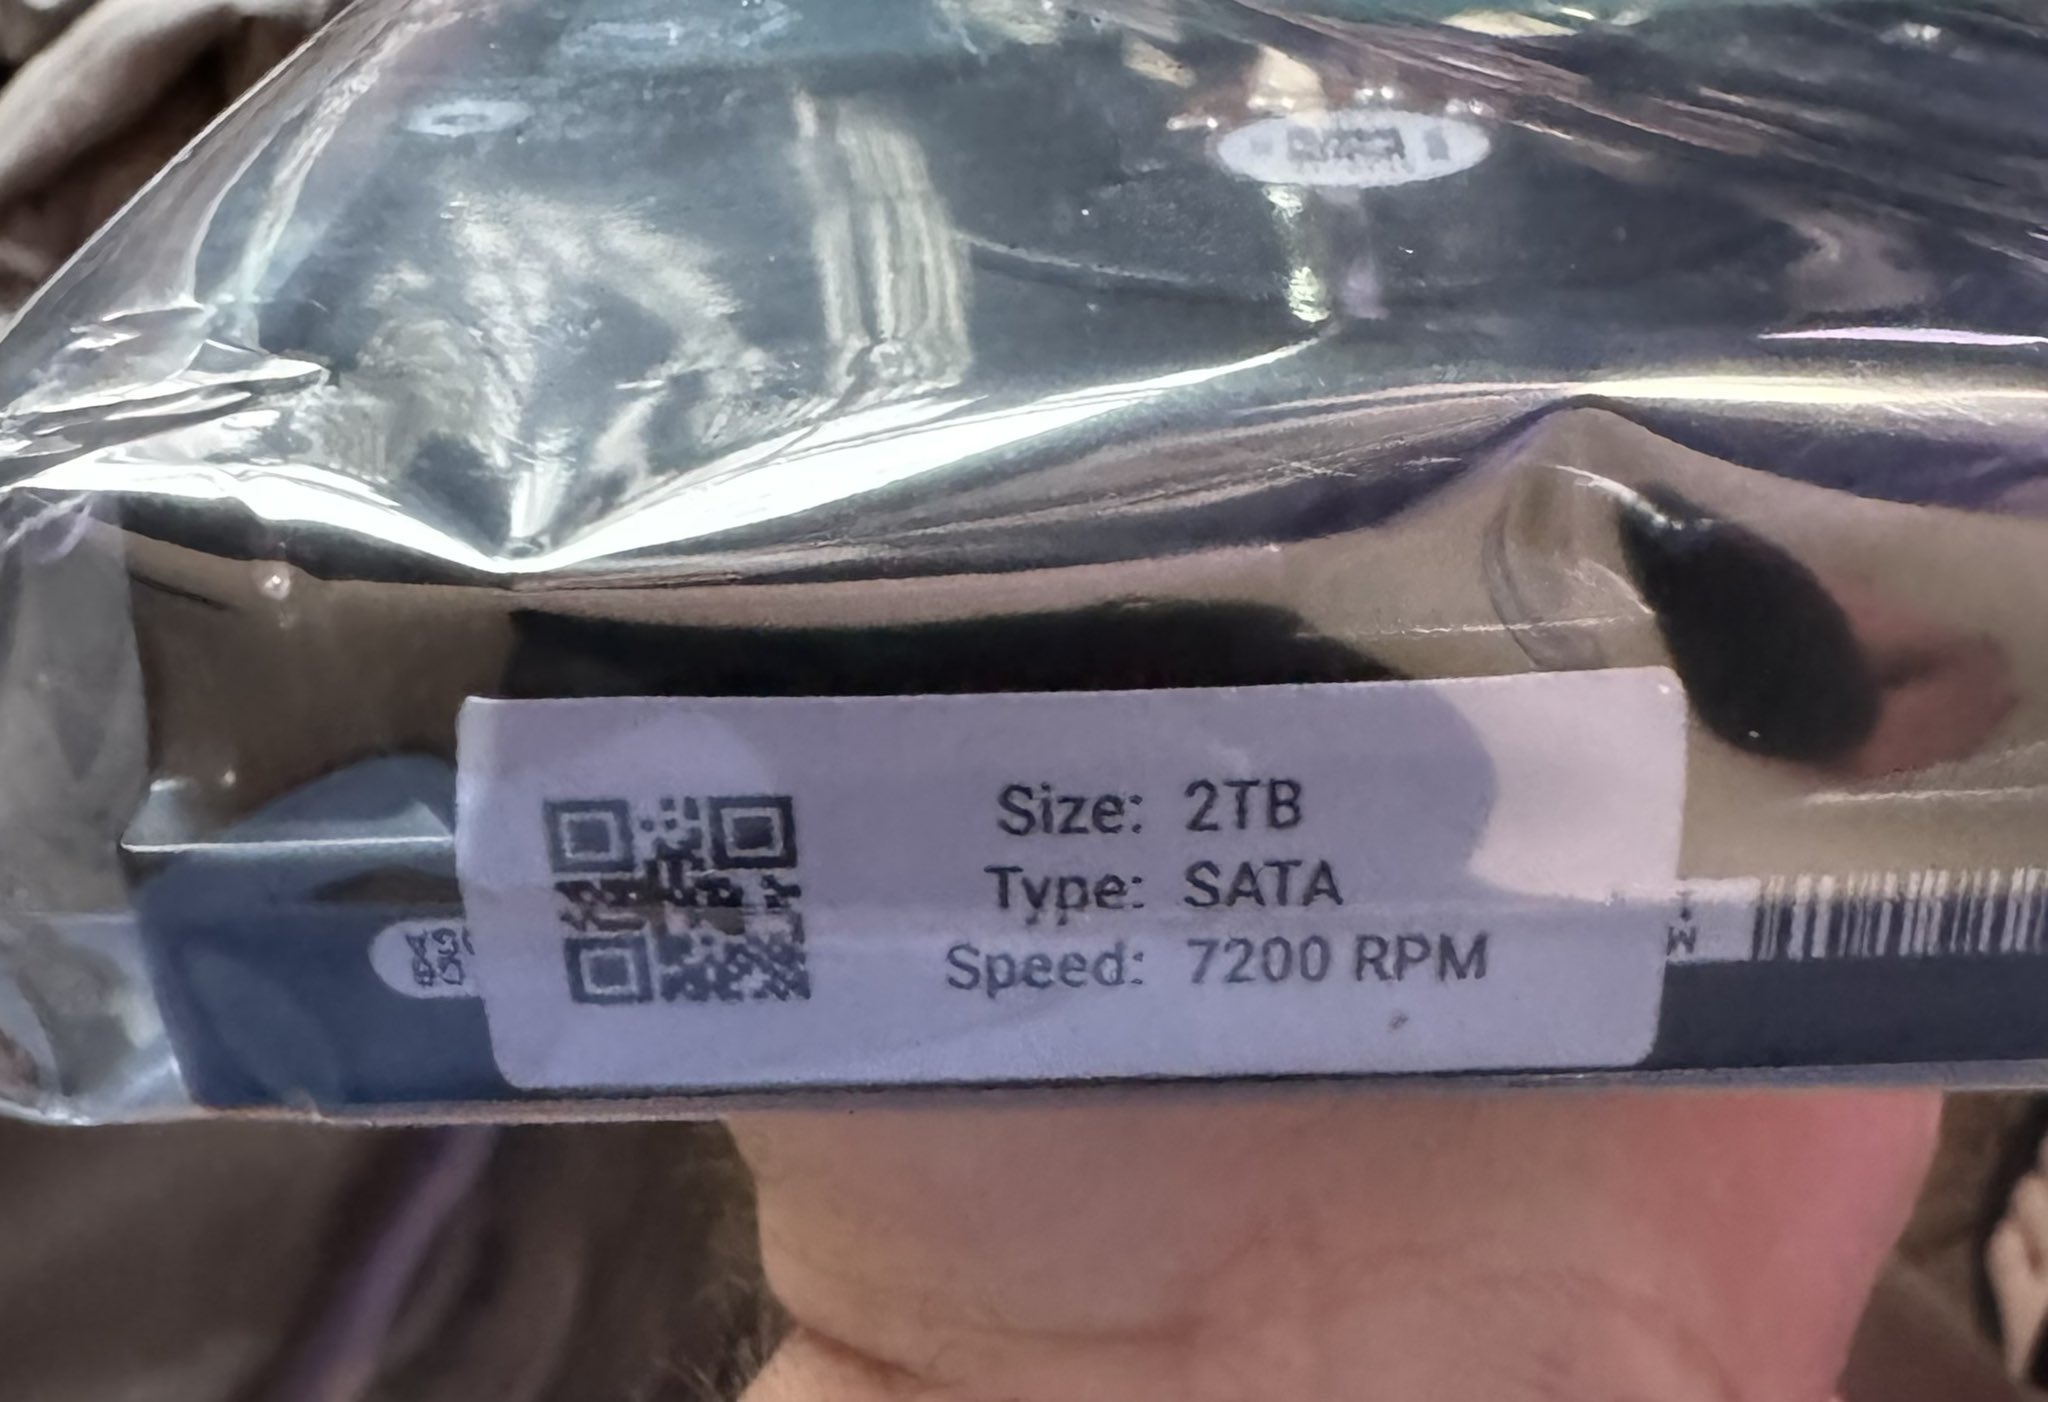 Size: 2TB
Type: SATA
Speed: 7200 RPM